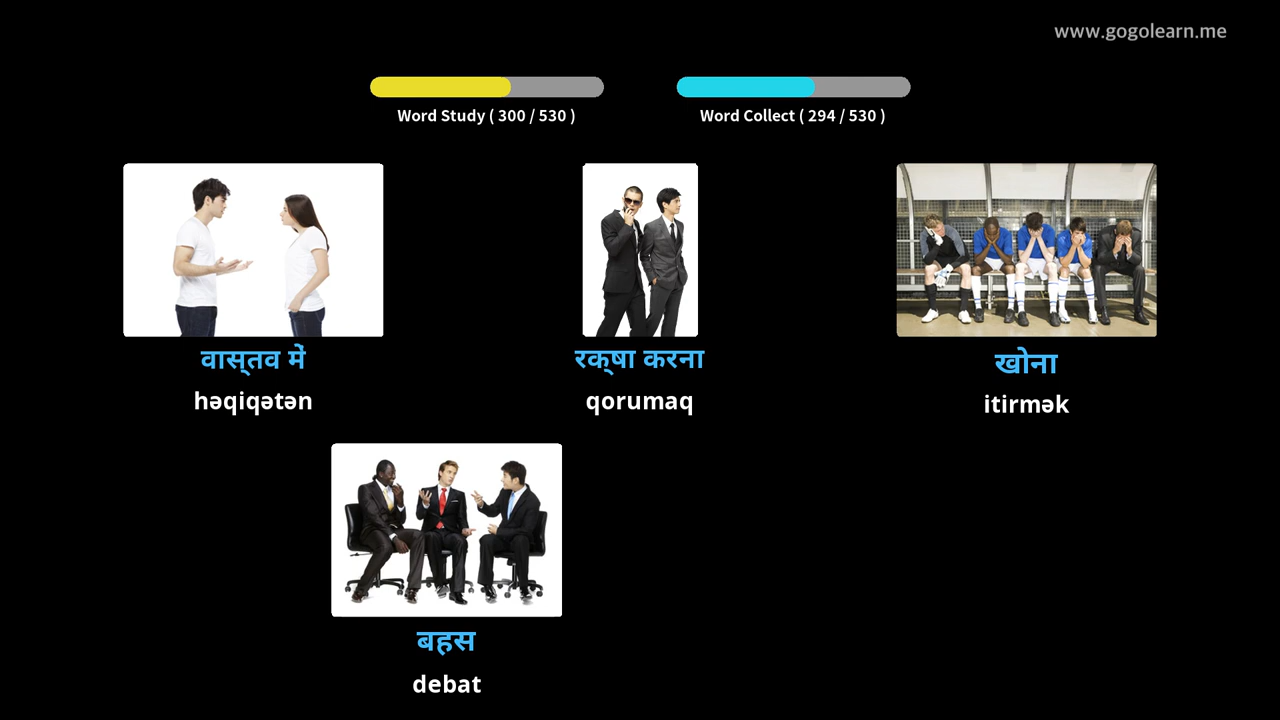 www.gogolearn.me
Word Study ( 300 / 530 )
Word Collect ( 294 / 530 )
वास्तव में
həqiqətən
रक्षा करना
qorumaq
खोना
itirmək
बहस
debat